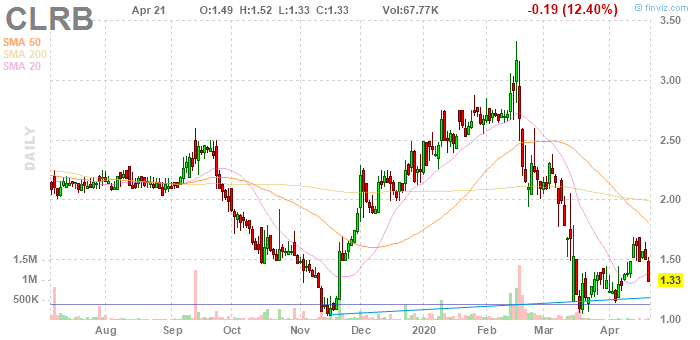 © finviz.com
CLRB Apr 21 O:1.49 H:1.52 L:1.33 C:1.33 Vol:67.77K -0.19 (12.40%)
SMA 50
SMA 200
SMA 20
DAILY
3.50
3.00
2.50
2.00
1.50
1.33
1.00
1.5M
1M
500K
Aug Sep Oct Nov Dec 2020 Feb Mar Apr